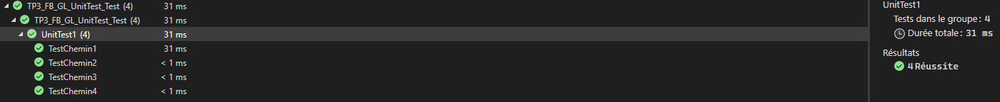 TP3_FB_GL_UnitTest_Test (4) 31 ms
TP3_FB_GL_UnitTest_Test (4) 31 ms
UnitTest1 (4) 31 ms
TestChemin1 31 ms
TestChemin2 < 1 ms
TestChemin3 < 1 ms
TestChemin4 < 1 ms
UnitTest1
Tests dans le groupe: 4
Durée totale: 31 ms
Résultats
4 Réussite